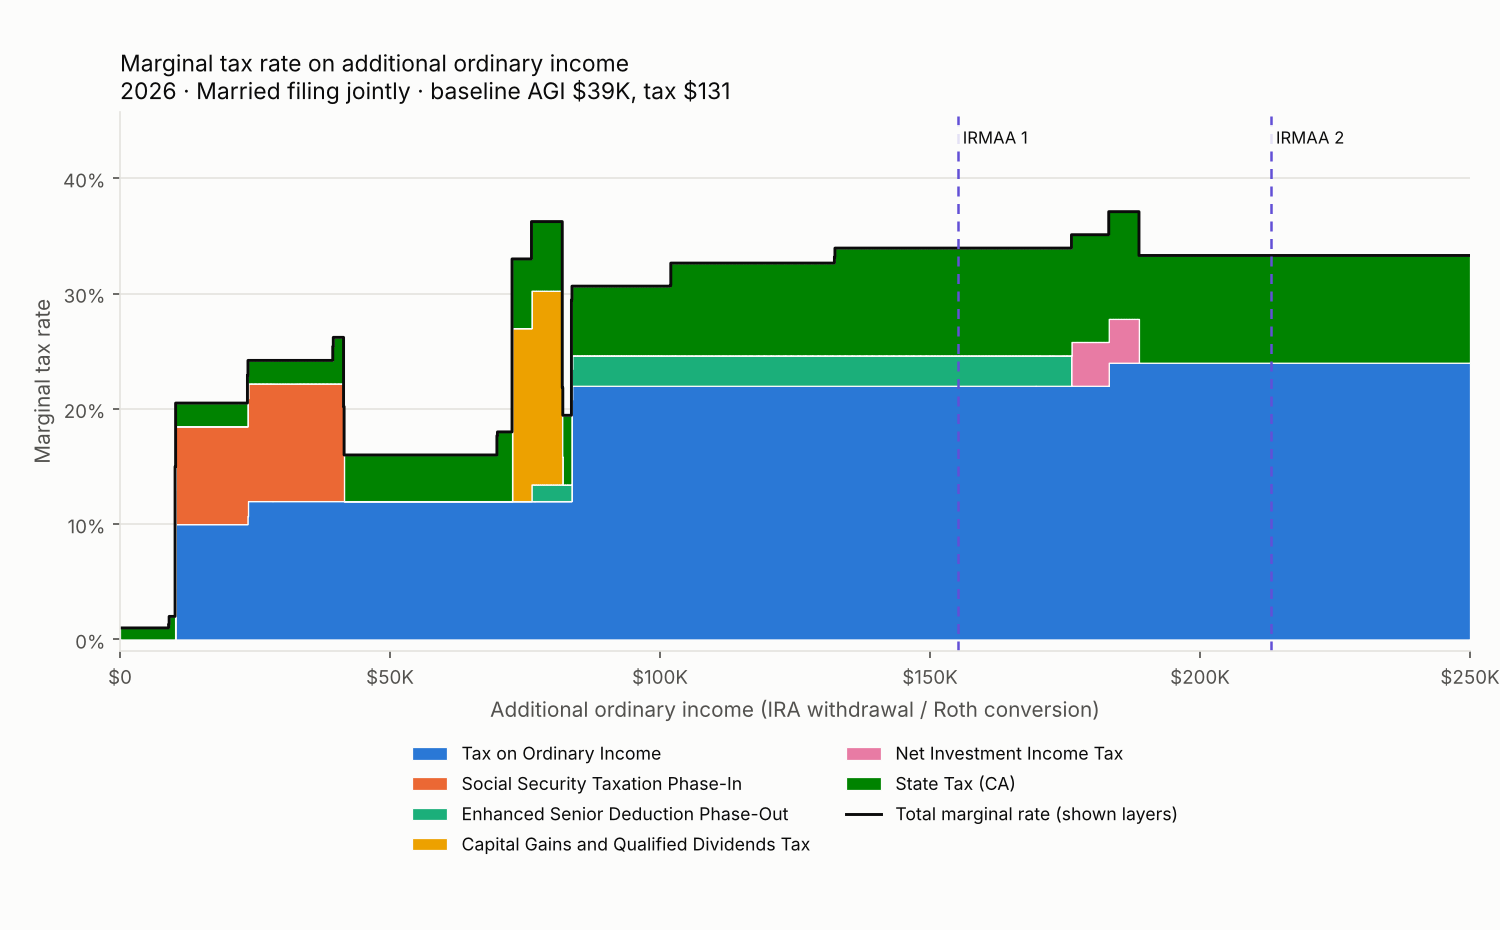 Marginal tax rate on additional ordinary income
2026 · Married filing jointly · baseline AGI $39K, tax $131
IRMAA 1
IRMAA 2
40%
30%
20%
10%
0%
Marginal tax rate
$0
$50K
$100K
$150K
$200K
$250K
Additional ordinary income (IRA withdrawal / Roth conversion)
Tax on Ordinary Income
Social Security Taxation Phase-In
Enhanced Senior Deduction Phase-Out
Capital Gains and Qualified Dividends Tax
Net Investment Income Tax
State Tax (CA)
Total marginal rate (shown layers)